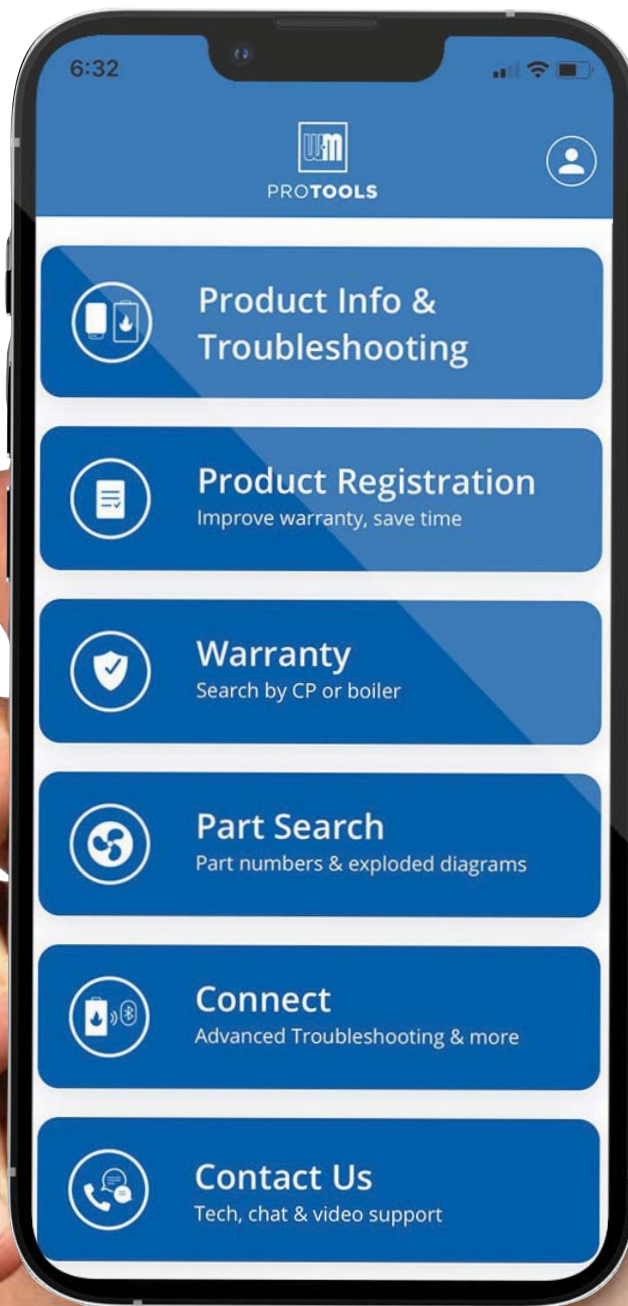 6:32
WM
PROTOOLS
Product Info &
Troubleshooting
Product Registration
Improve warranty, save time
Warranty
Search by CP or boiler
Part Search
Part numbers & exploded diagrams
Connect
Advanced Troubleshooting & more
Contact Us
Tech, chat & video support